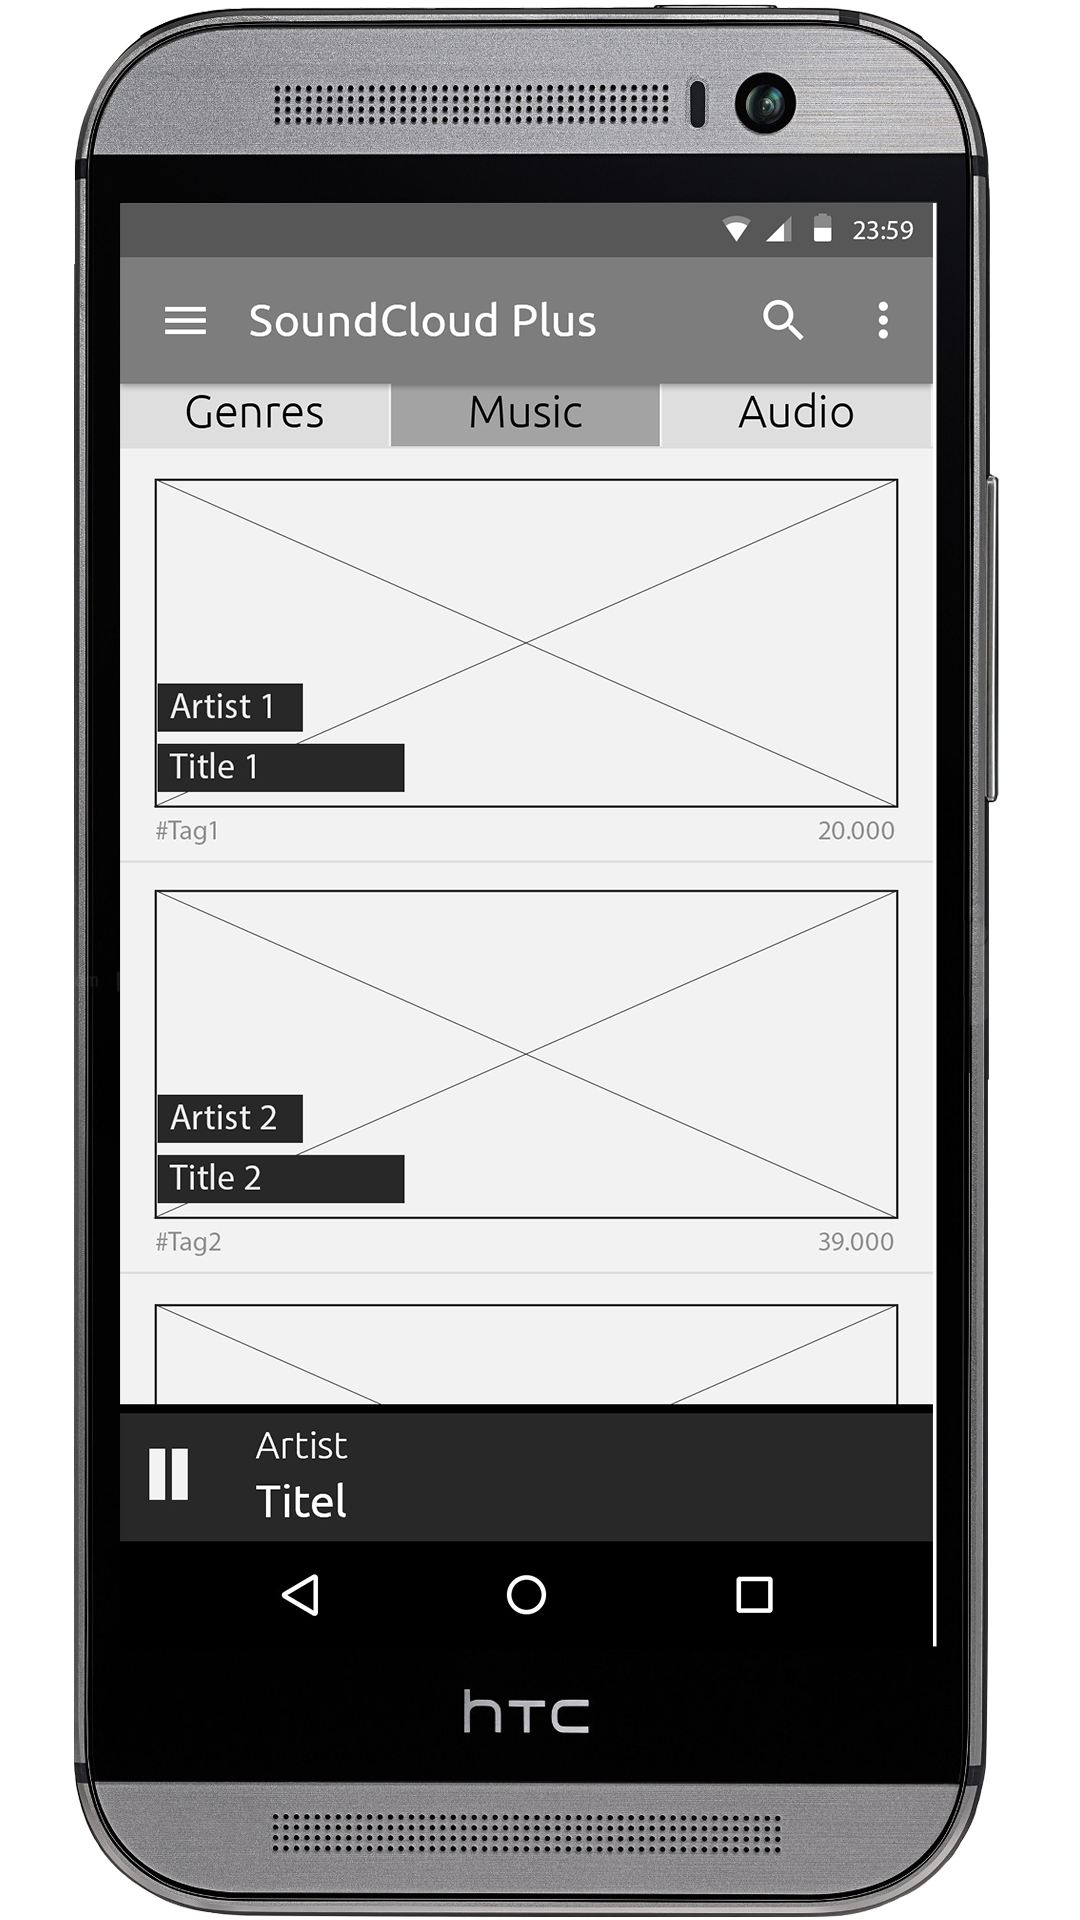 23:59
SoundCloud Plus
Genres Music Audio
Artist 1
Title 1
#Tag1 20.000
Artist 2
Title 2
#Tag2 39.000
Artist
Titel
hTC